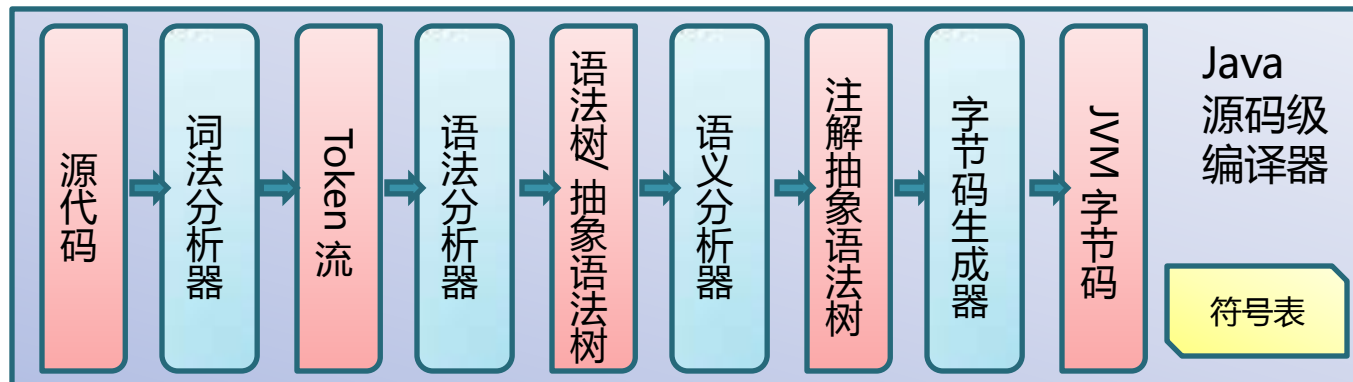 源代码
词法分析器
Token 流
语法分析器
语法树/ 抽象语法树
语义分析器
注解抽象语法树
字节码生成器
JVM 字节码
Java
源码级
编译器
符号表